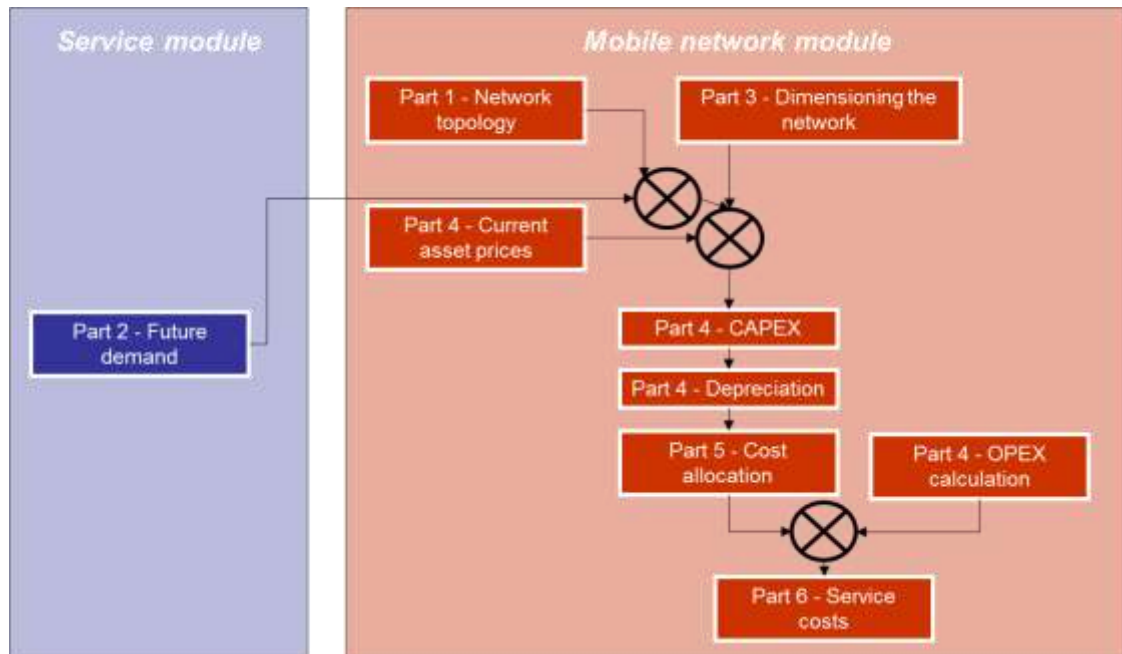 Service module
Mobile network module
Part 1 - Network
topology
Part 3 - Dimensioning the
network
Part 4 - Current
asset prices
Part 2 - Future
demand
Part 4 - CAPEX
Part 4 - Depreciation
Part 5 - Cost
allocation
Part 4 - OPEX
calculation
Part 6 - Service
costs